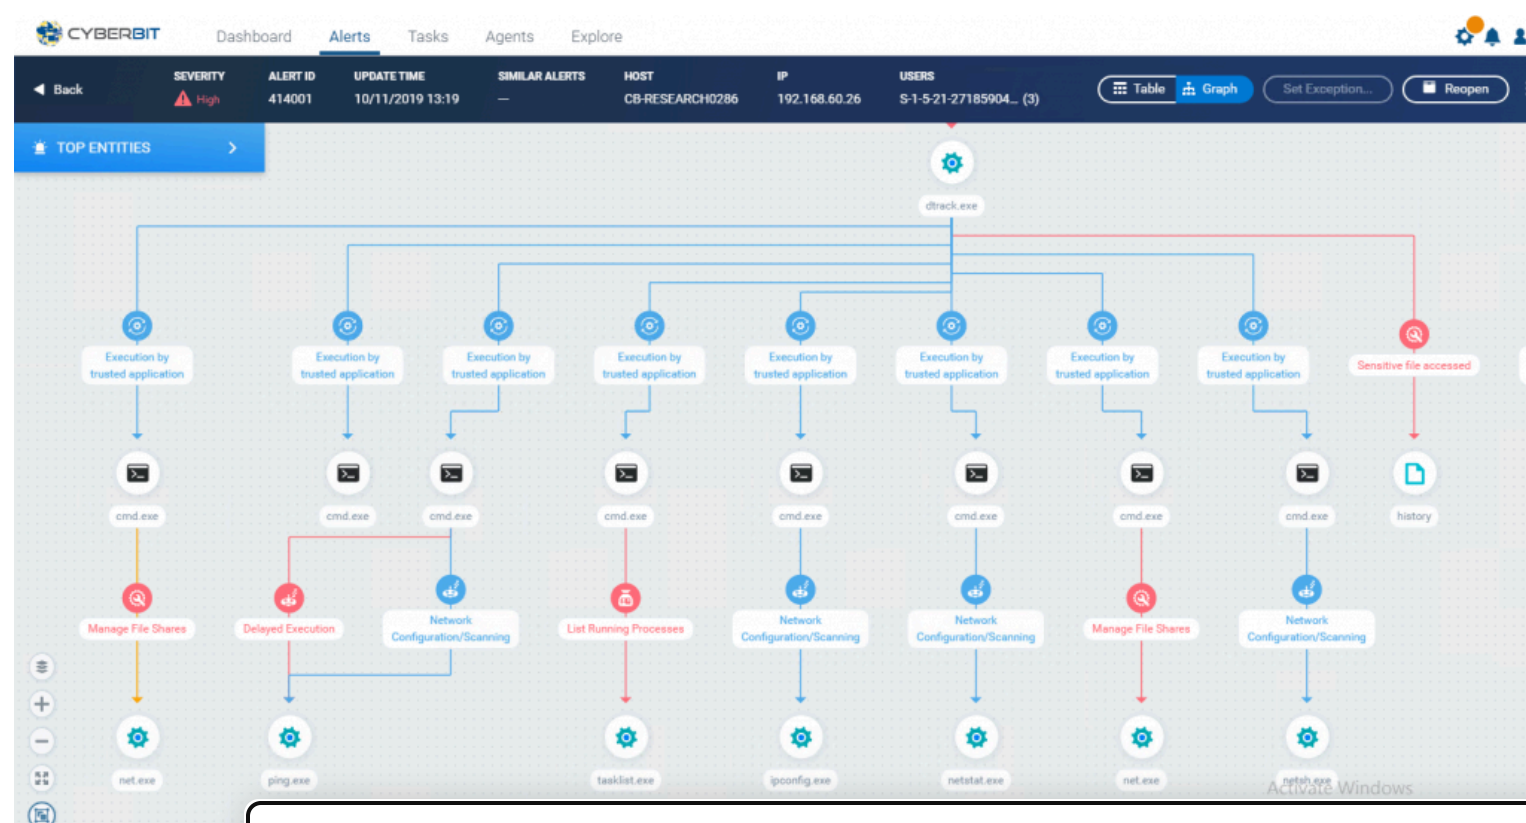 CYBERBIT
Dashboard Alerts Tasks Agents Explore
Back
SEVERITY ALERT ID UPDATE TIME SIMILAR ALERTS HOST IP USERS
High 414001 10/11/2019 13:19 — CB-RESEARCH0286 192.168.60.26 S-1-5-21-27185904... (3)
Table Graph Set Exception... Reopen
TOP ENTITIES
dtrack.exe
Execution by Execution by Execution by Execution by Execution by Execution by Execution by Execution by
trusted application trusted application trusted application trusted application trusted application trusted application trusted application trusted application
Sensitive file accessed
cmd.exe cmd.exe cmd.exe cmd.exe cmd.exe cmd.exe cmd.exe cmd.exe history
Manage File Shares Delayed Execution Network List Running Processes Network Network Manage File Shares Network
Configuration/Scanning Configuration/Scanning Configuration/Scanning Configuration/Scanning
net.exe ping.exe tasklist.exe ipconfig.exe netstat.exe net.exe netsh.exe
Activate Windows